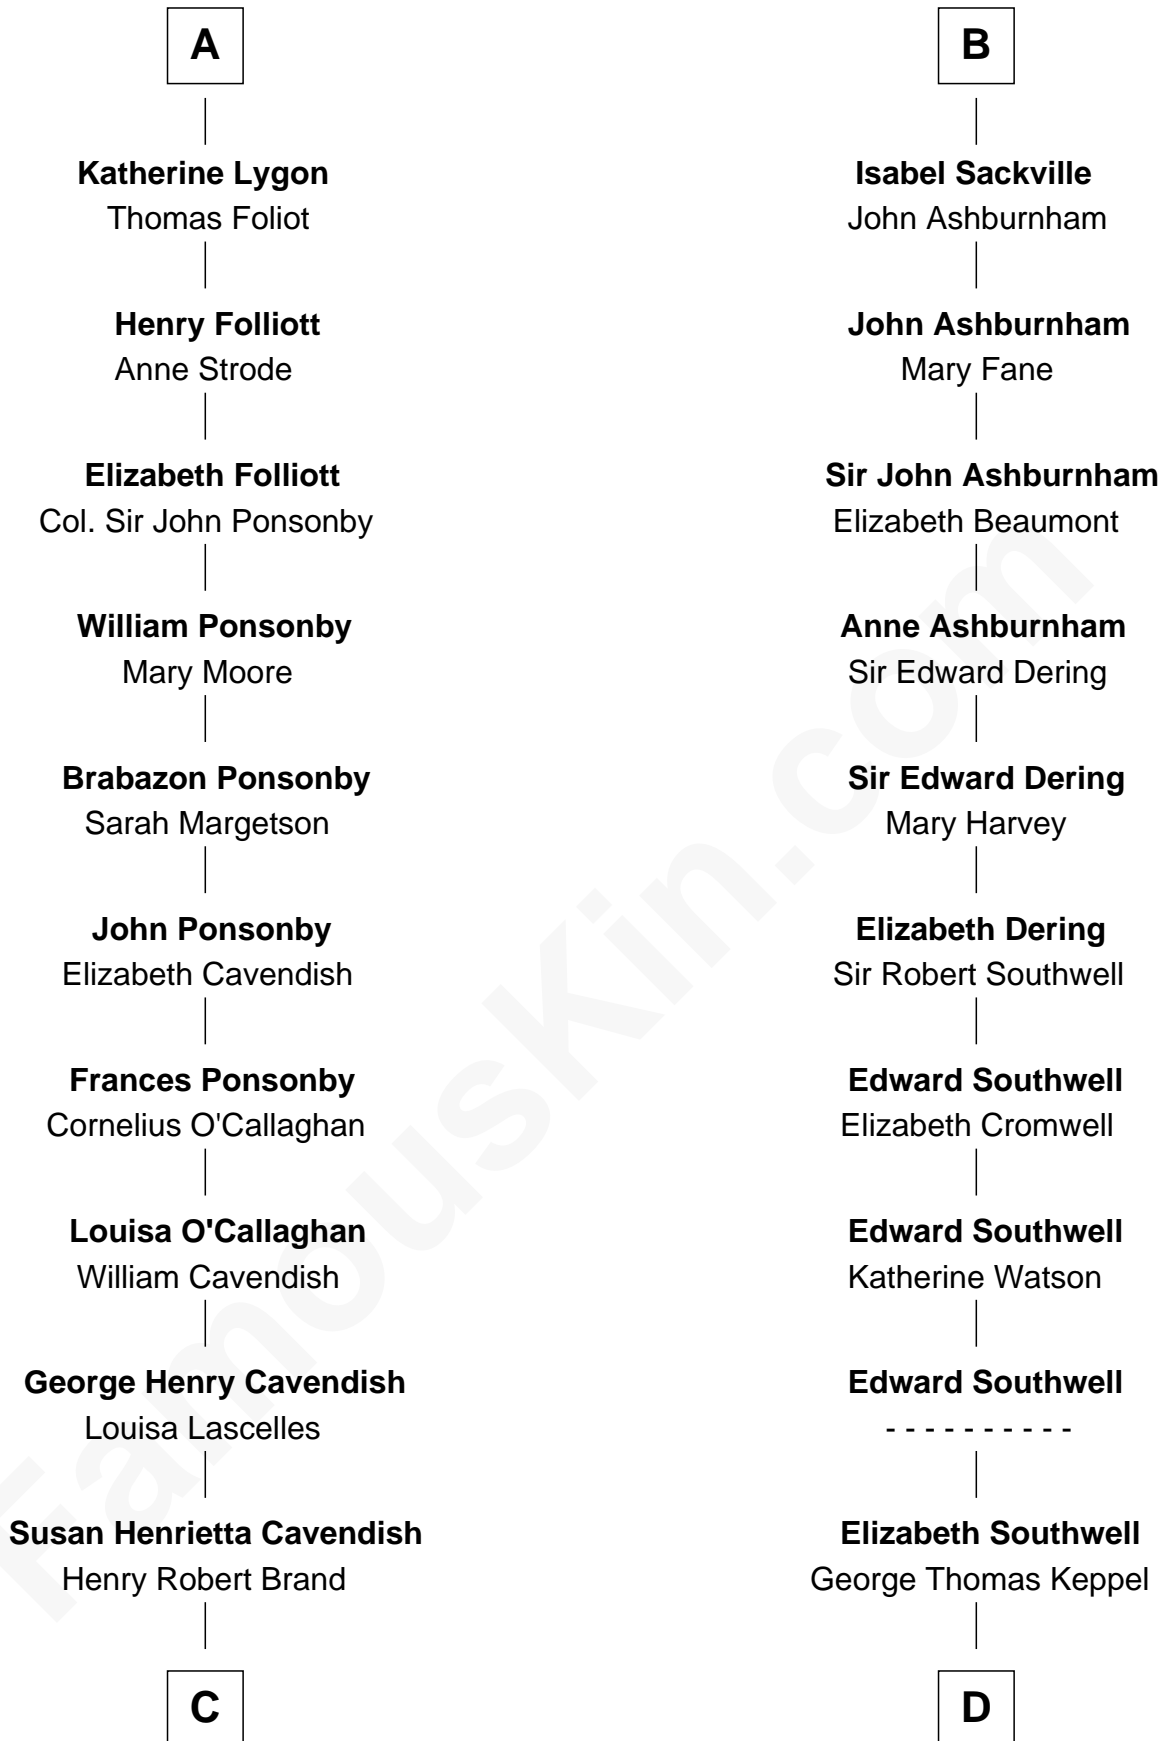 A
Katherine Lygon
Thomas Foliot
Henry Folliott
Anne Strode
Elizabeth Folliott
Col. Sir John Ponsonby
William Ponsonby
Mary Moore
Brabazon Ponsonby
Sarah Margetson
John Ponsonby
Elizabeth Cavendish
Frances Ponsonby
Cornelius O'Callaghan
Louisa O'Callaghan
William Cavendish
George Henry Cavendish
Louisa Lascelles
Susan Henrietta Cavendish
Henry Robert Brand
C
B
Isabel Sackville
John Ashburnham
John Ashburnham
Mary Fane
Sir John Ashburnham
Elizabeth Beaumont
Anne Ashburnham
Sir Edward Dering
Sir Edward Dering
Mary Harvey
Elizabeth Dering
Sir Robert Southwell
Edward Southwell
Elizabeth Cromwell
Edward Southwell
Katherine Watson
Edward Southwell
- - - - - - - - - -
Elizabeth Southwell
George Thomas Keppel
D
FamousKin.com